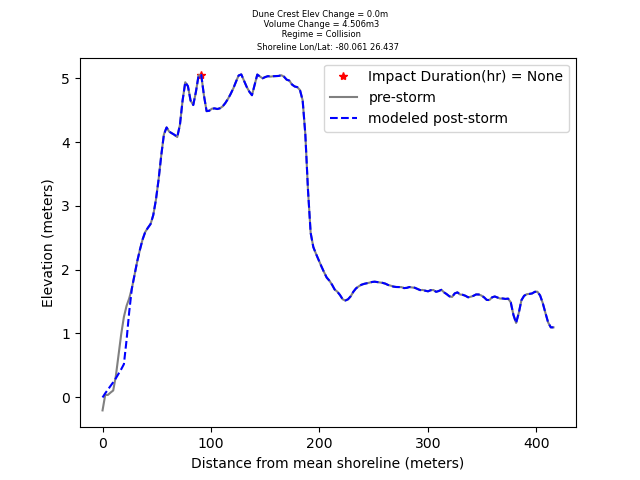 Dune Crest Elev Change = 0.0m
Volume Change = 4.506m3
Regime = Collision
Shoreline Lon/Lat: -80.061 26.437
Impact Duration(hr) = None
pre-storm
modeled post-storm
Elevation (meters)
5
4
3
2
1
0
0 100 200 300 400
Distance from mean shoreline (meters)